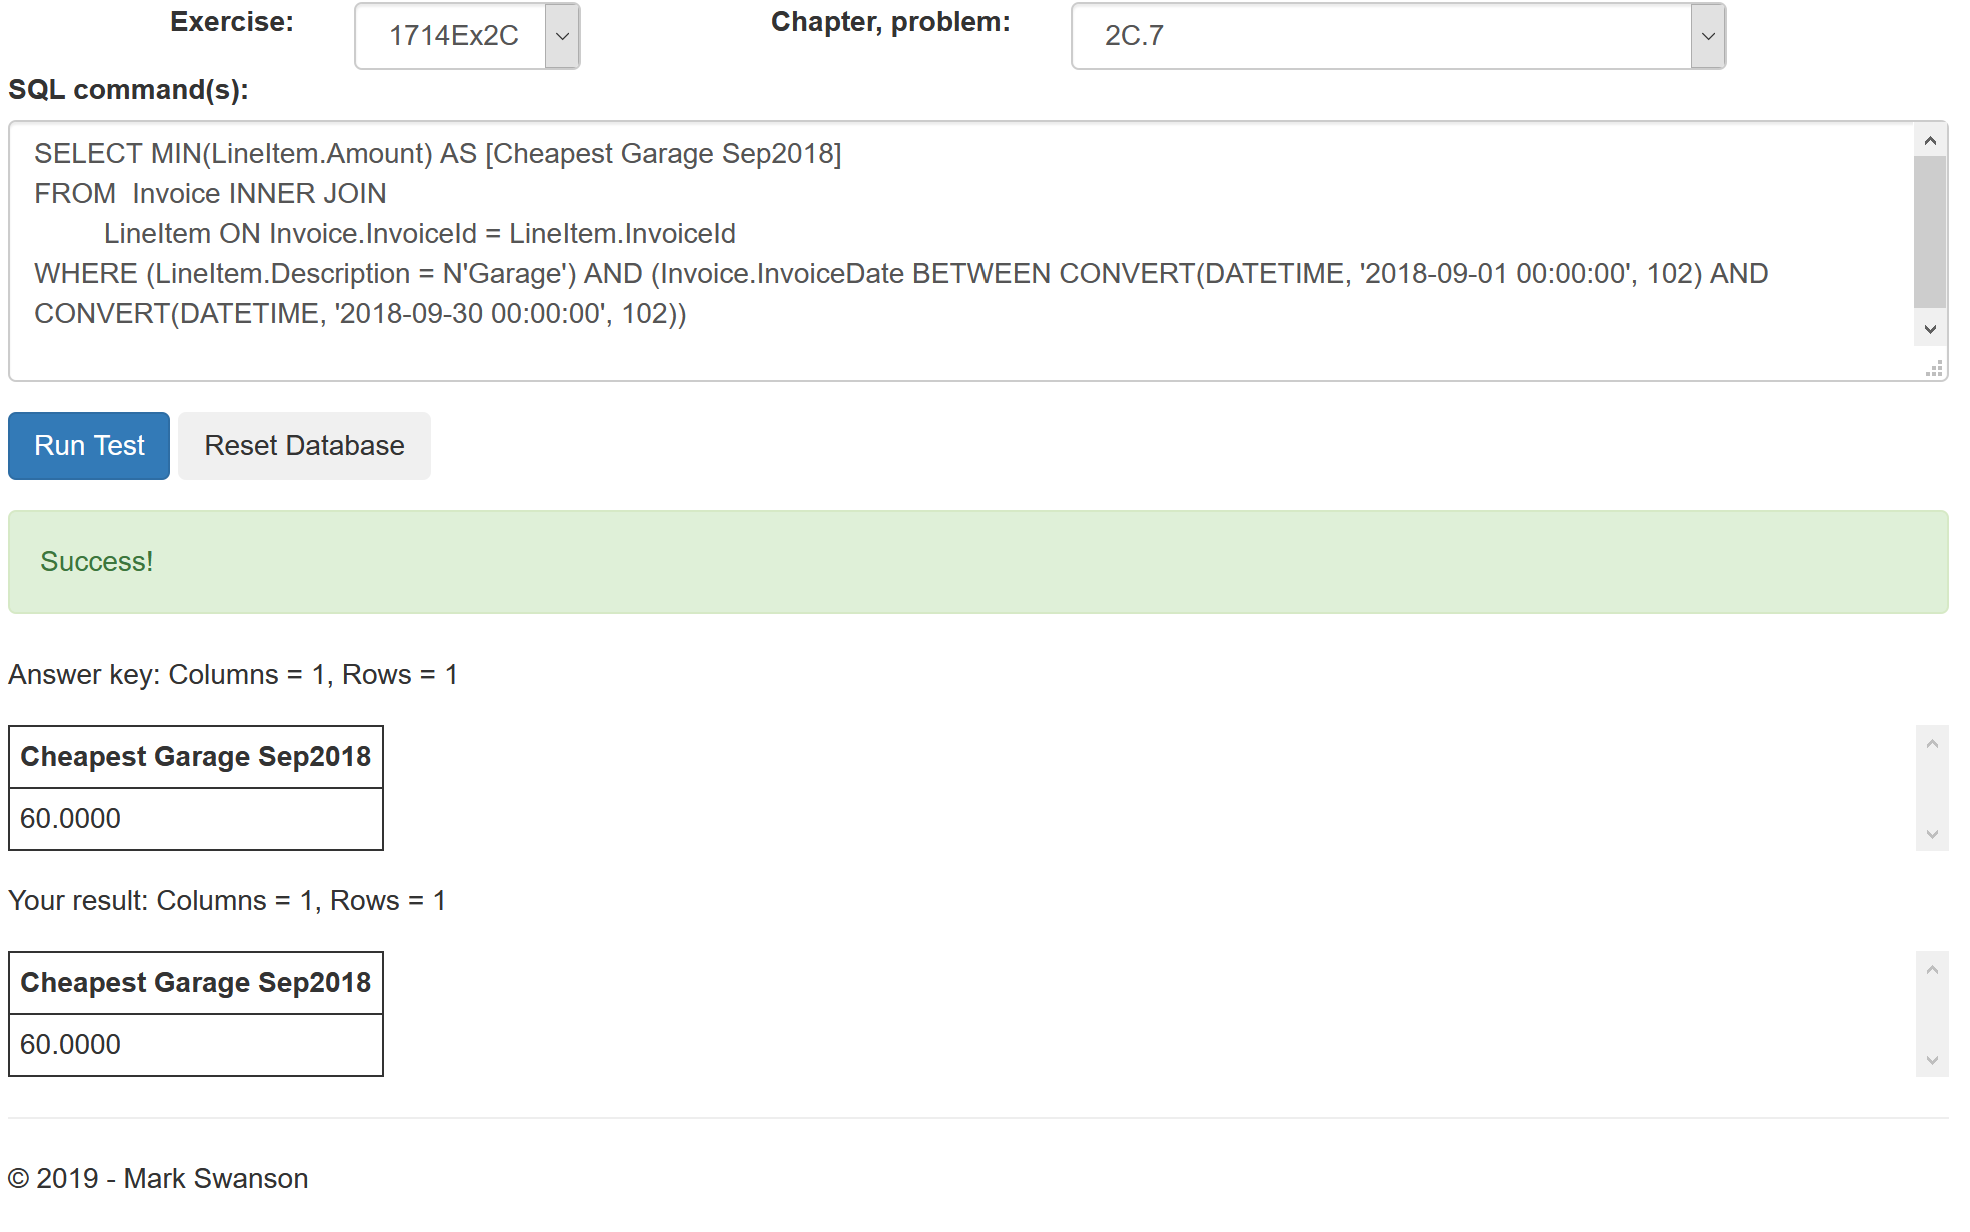 Exercise: 1714Ex2C Chapter, problem: 2C.7
SQL command(s):
SELECT MIN(LineItem.Amount) AS [Cheapest Garage Sep2018]
FROM  Invoice INNER JOIN
LineItem ON Invoice.InvoiceId = LineItem.InvoiceId
WHERE (LineItem.Description = N'Garage') AND (Invoice.InvoiceDate BETWEEN CONVERT(DATETIME, '2018-09-01 00:00:00', 102) AND
CONVERT(DATETIME, '2018-09-30 00:00:00', 102))
Run Test Reset Database
Success!
Answer key: Columns = 1, Rows = 1
Cheapest Garage Sep2018
60.0000
Your result: Columns = 1, Rows = 1
Cheapest Garage Sep2018
60.0000
© 2019 - Mark Swanson